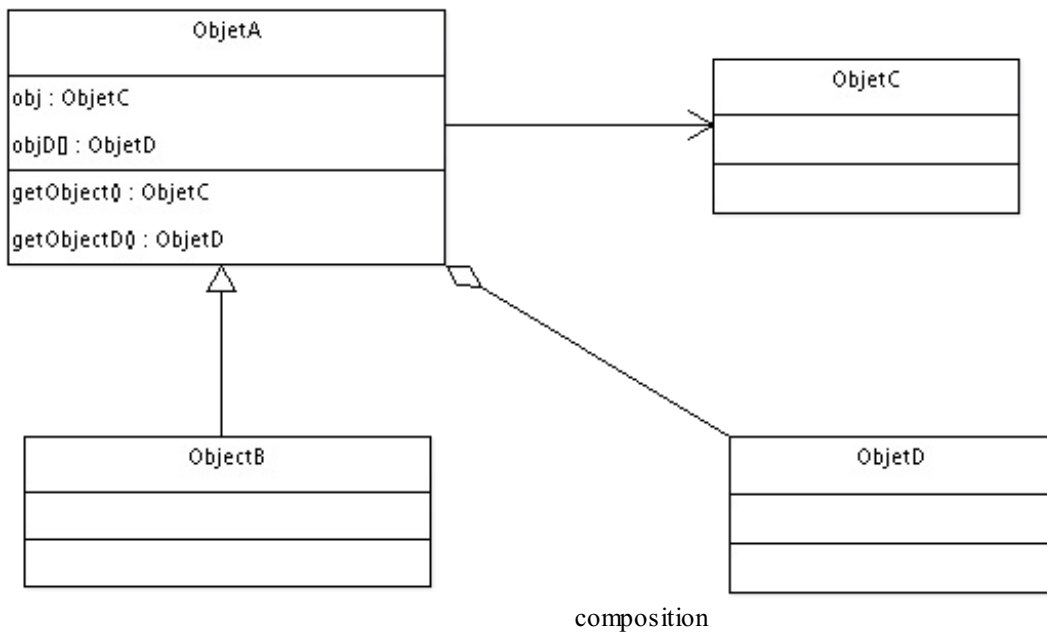 ObjetA
obj : ObjetC
objD[] : ObjetD
getObject() : ObjetC
getObjectD() : ObjetD
ObjetC
ObjectB
ObjetD
composition